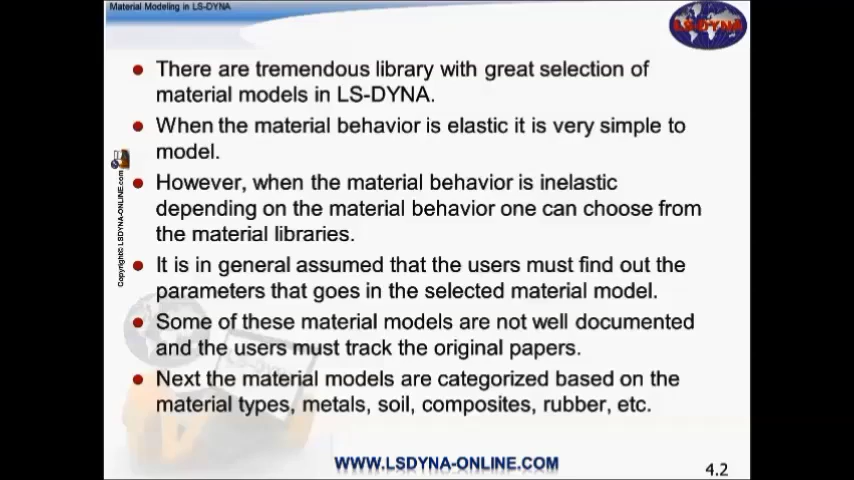 Material Modeling in LS-DYNA
LS-DYNA
There are tremendous library with great selection of
material models in LS-DYNA.
When the material behavior is elastic it is very simple to
model.
However, when the material behavior is inelastic
depending on the material behavior one can choose from
the material libraries.
It is in general assumed that the users must find out the
parameters that goes in the selected material model.
Some of these material models are not well documented
and the users must track the original papers.
Next the material models are categorized based on the
material types, metals, soil, composites, rubber, etc.
Copyright© LSDYNA-ONLINE.com
LS-DYNA
WWW.LSDYNA-ONLINE.COM
4.2